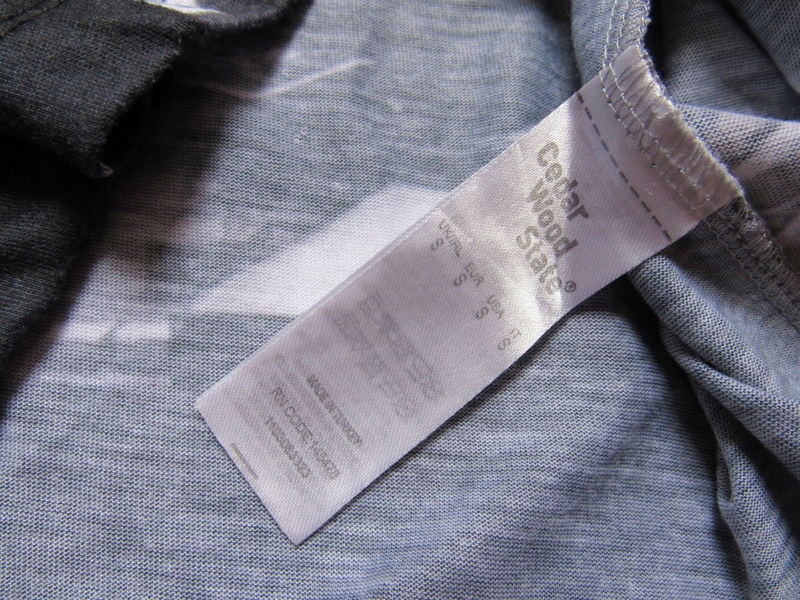 Cedar
Wood
State®
UK/IRL EUR USA IT
S S S S
MADE IN TURKEY
RN CODE: